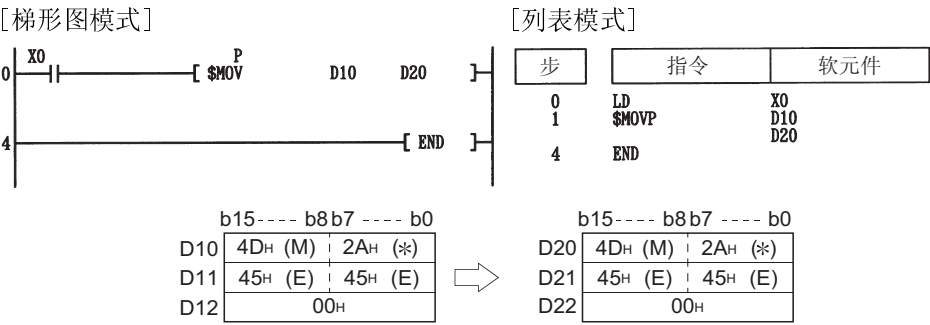 [梯形图模式]
X0
P
0 $MOV D10 D20
4 END
[列表模式]
步 指令 软元件
0 LD X0
1 $MOVP D10
D20
4 END
b15---- b8 b7 ---- b0
D10 4DH (M) 2AH (*)
D11 45H (E) 45H (E)
D12 00H
b15---- b8 b7 ---- b0
D20 4DH (M) 2AH (*)
D21 45H (E) 45H (E)
D22 00H